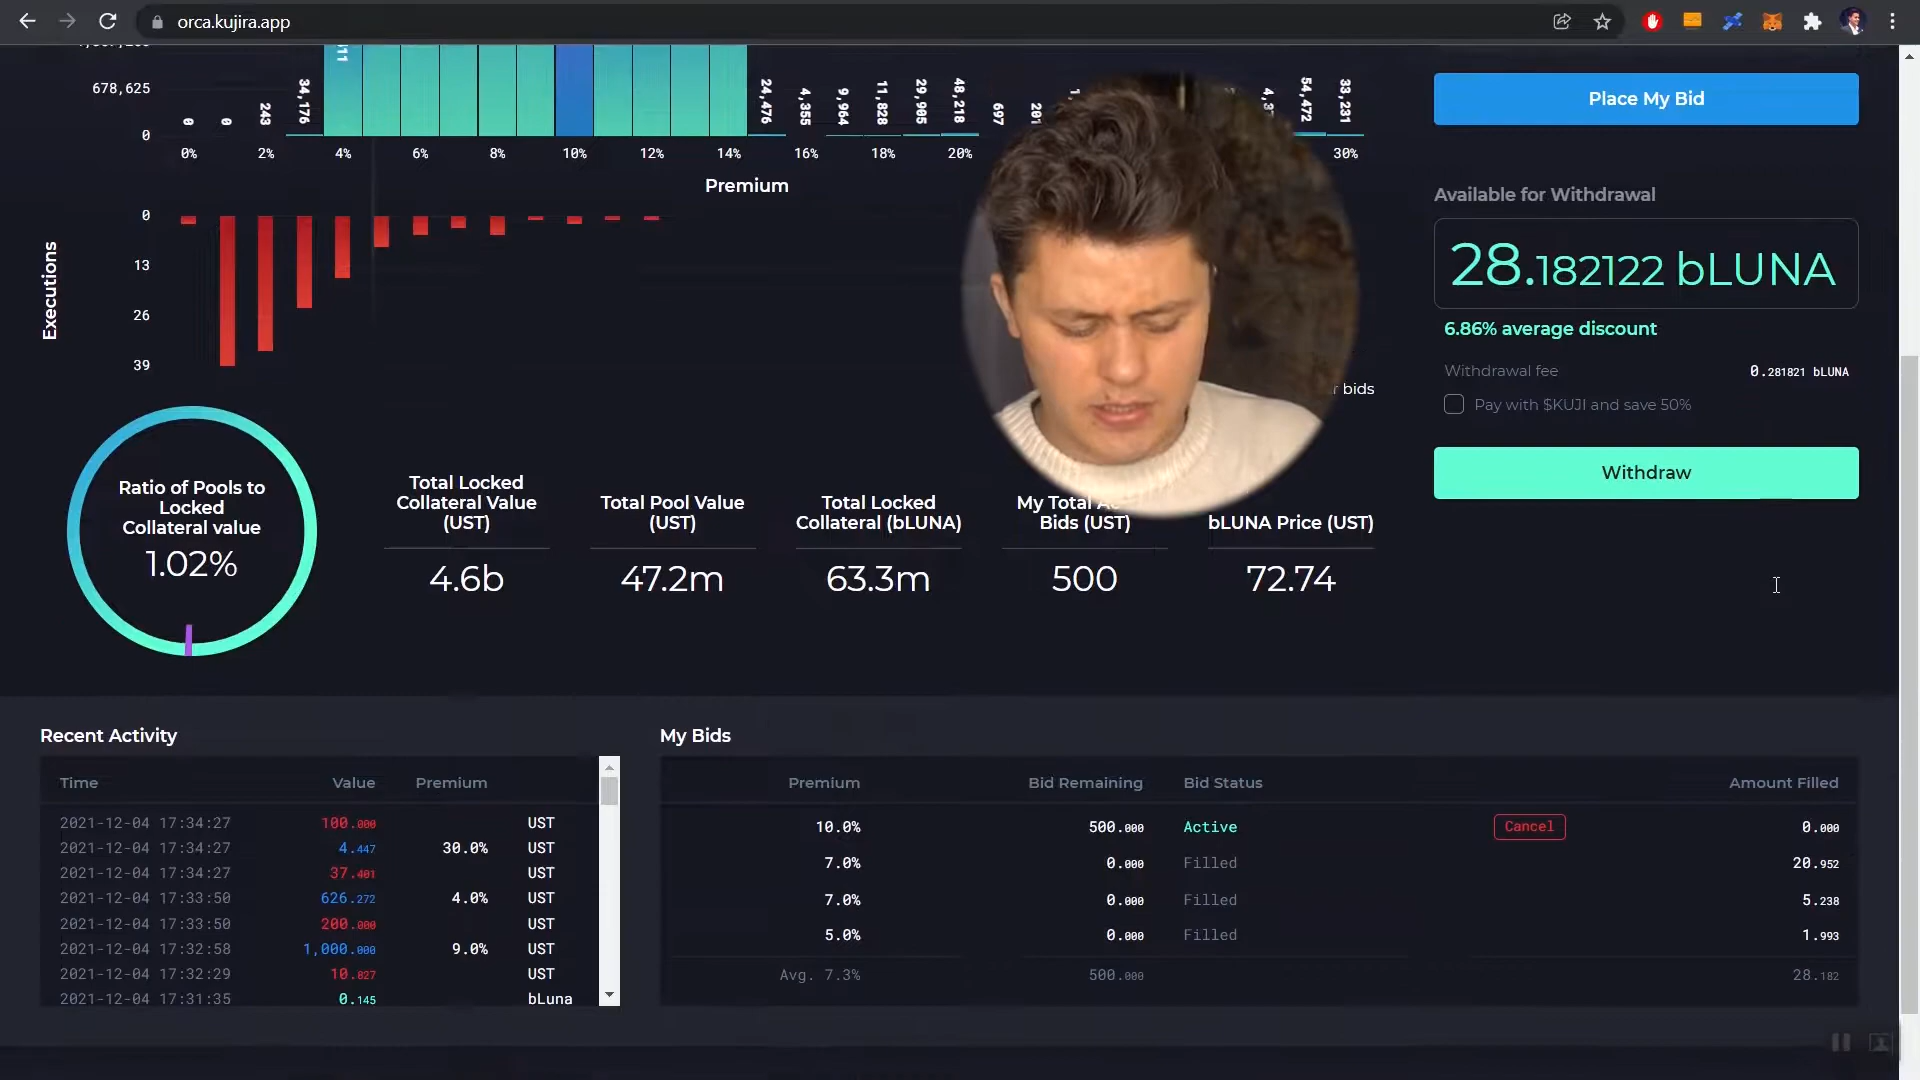 orca.kujira.app
678,625
0
0 0 243 34,176 24,476 4,355 9,964 11,828 29,905 48,218 697 54,472 33,231
0% 2% 4% 6% 8% 10% 12% 14% 16% 18% 20% 30%
Premium
Executions
0
13
26
39
Place My Bid
Available for Withdrawal
28.182122 bLUNA
6.86% average discount
Withdrawal fee 0.281821 bLUNA
Pay with $KUJI and save 50%
Withdraw
bids
Ratio of Pools to
Locked
Collateral value
1.02%
Total Locked
Collateral Value
(UST)
4.6b
Total Pool Value
(UST)
47.2m
Total Locked
Collateral (bLUNA)
63.3m
My Total
Bids (UST)
500
bLUNA Price (UST)
72.74
Recent Activity
Time Value Premium
2021-12-04 17:34:27 100.000 UST
2021-12-04 17:34:27 4.447 30.0% UST
2021-12-04 17:34:27 37.401 UST
2021-12-04 17:33:50 626.272 4.0% UST
2021-12-04 17:33:50 200.000 UST
2021-12-04 17:32:58 1,000.000 9.0% UST
2021-12-04 17:32:29 10.827 UST
2021-12-04 17:31:35 0.145 bLuna
My Bids
Premium Bid Remaining Bid Status Amount Filled
10.0% 500.000 Active Cancel 0.000
7.0% 0.000 Filled 20.952
7.0% 0.000 Filled 5.238
5.0% 0.000 Filled 1.993
Avg. 7.3% 500.000 28.182